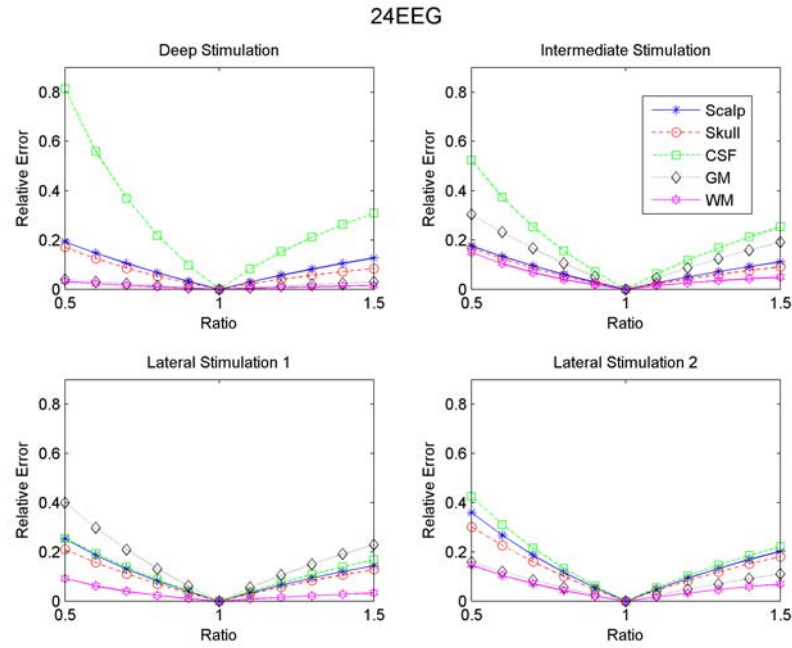 24EEG
Deep Stimulation
0.8
0.6
0.4
0.2
0
Relative Error
0.5
1
1.5
Ratio
Intermediate Stimulation
0.8
0.6
0.4
0.2
0
Relative Error
0.5
1
1.5
Ratio
Scalp
Skull
CSF
GM
WM
Lateral Stimulation 1
0.8
0.6
0.4
0.2
0
Relative Error
0.5
1
1.5
Ratio
Lateral Stimulation 2
0.8
0.6
0.4
0.2
0
Relative Error
0.5
1
1.5
Ratio